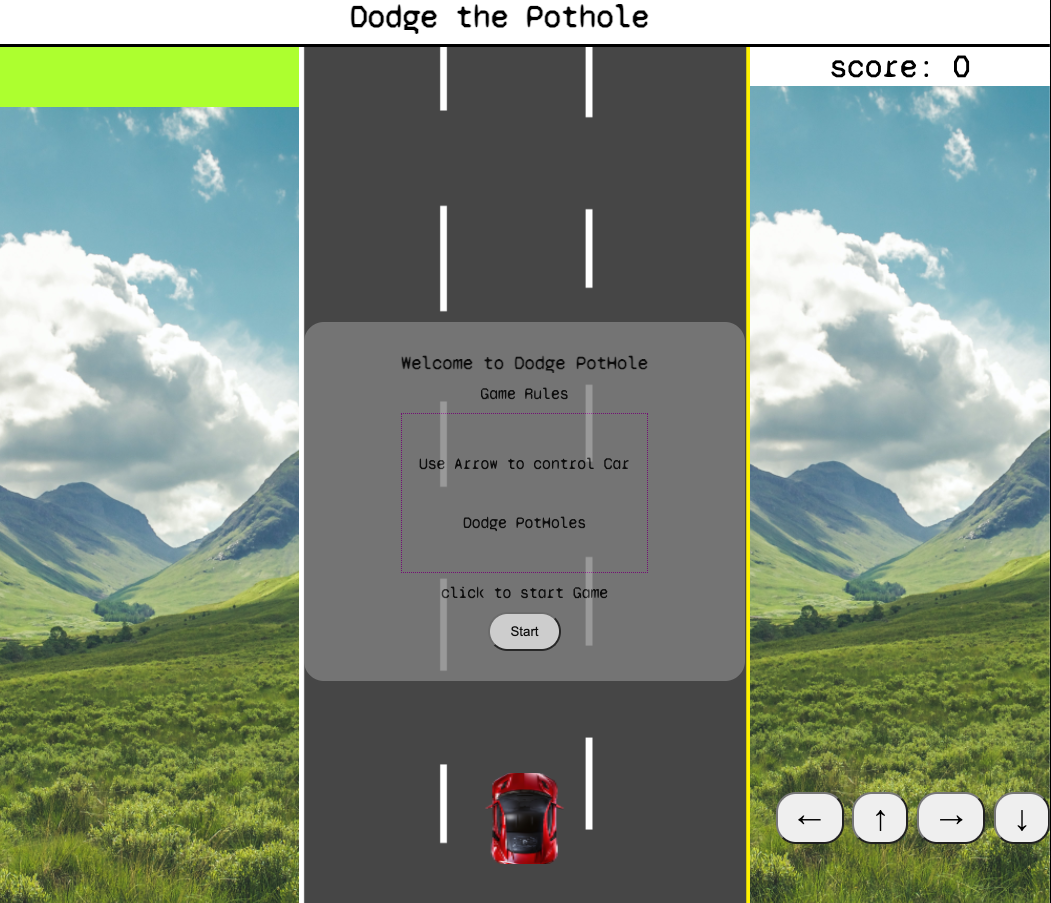 Dodge the Pothole
score: 0
Welcome to Dodge PotHole
Game Rules
Use Arrow to control Car
Dodge PotHoles
click to start Game
Start
← ↑ → ↓